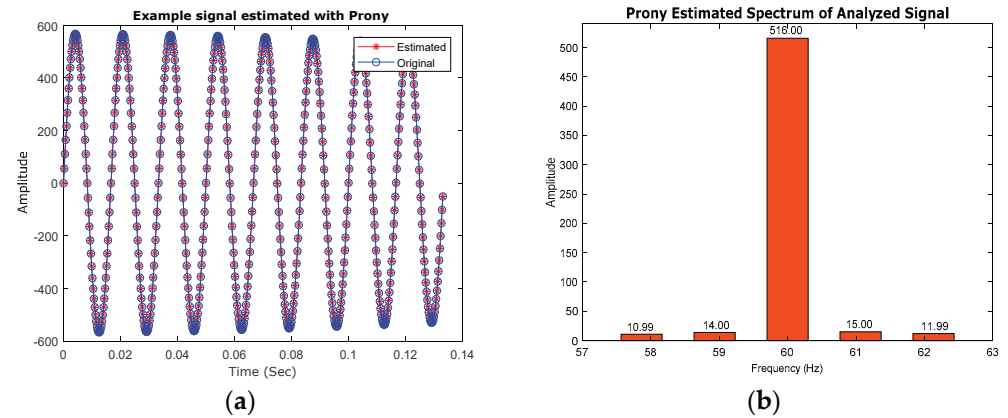 Example signal estimated with Prony
600
400
200
0
-200
-400
-600
Amplitude
Estimated
Original
0 0.02 0.04 0.06 0.08 0.1 0.12 0.14
Time (Sec)
(a)
Prony Estimated Spectrum of Analyzed Signal
500
450
400
350
300
250
200
150
100
50
0
Amplitude
10.99 14.00 516.00 15.00 11.99
57 58 59 60 61 62 63
Frequency (Hz)
(b)